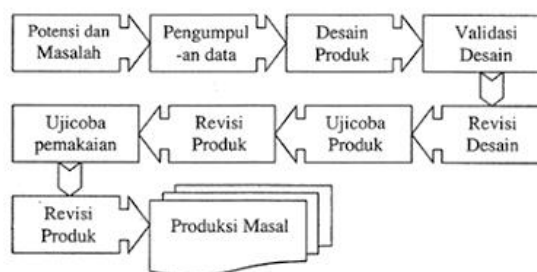 Potensi dan
Masalah
Pengumpul
-an data
Desain
Produk
Validasi
Desain
Revisi
Desain
Ujicoba
Produk
Revisi
Produk
Ujicoba
pemakaian
Revisi
Produk
Produksi Masal